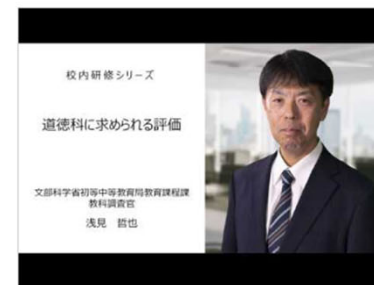 校内研修シリーズ
道徳科に求められる評価
文部科学省初等中等教育局教育課程課
教科調査官
浅見 哲也